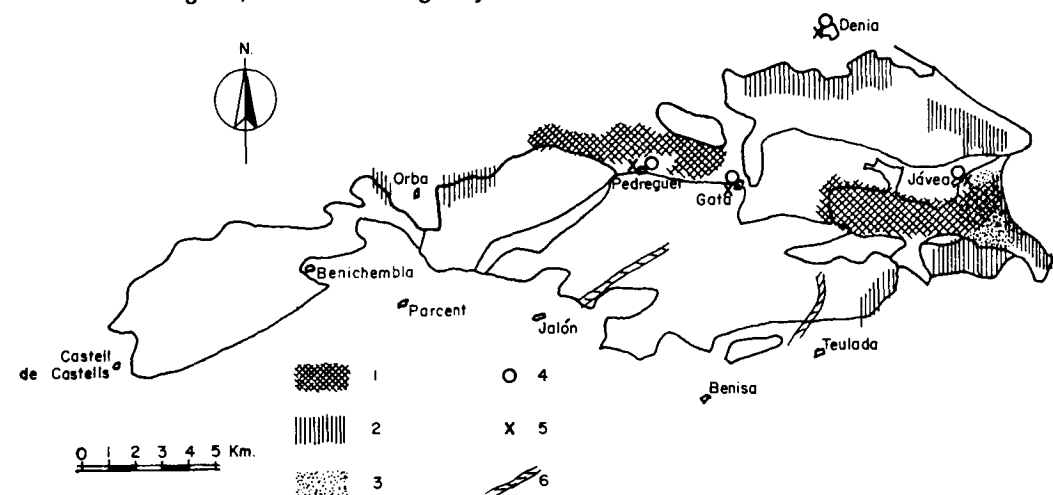 Denia
N.
Orba
Pedreguer
Gata
Jávea
Benichembla
Parcent
Jalón
Teulada
Castell
de Castells
Benisa
1
4
2
x 5
0 1 2 3 4 5 Km.
3
6